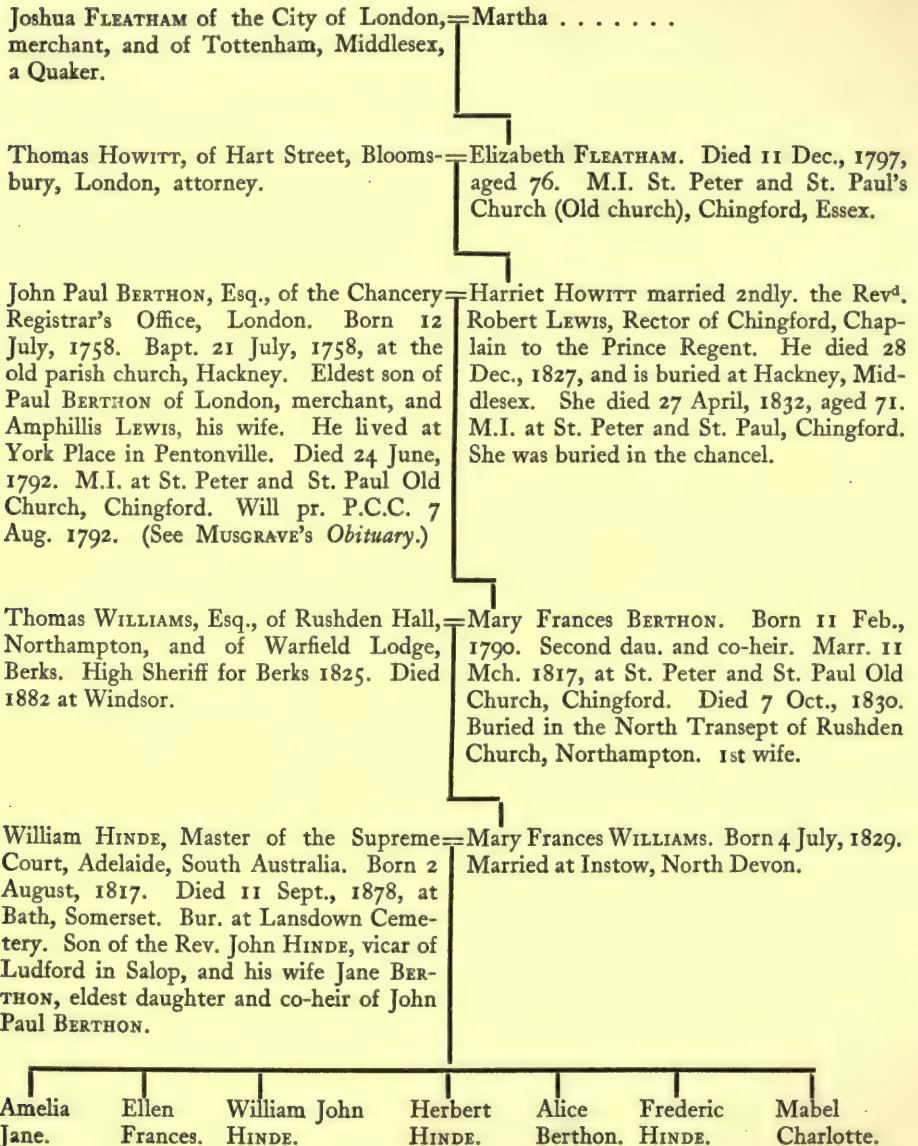 Joshua FLEATHAM of the City of London,
merchant, and of Tottenham, Middlesex,
a Quaker.
=Martha . . . . . . .
Thomas HOWITT, of Hart Street, Blooms-
bury, London, attorney.
=Elizabeth FLEATHAM. Died 11 Dec., 1797,
aged 76. M.I. St. Peter and St. Paul's
Church (Old church), Chingford, Essex.
John Paul BERTHON, Esq., of the Chancery
Registrar's Office, London. Born 12
July, 1758. Bapt. 21 July, 1758, at the
old parish church, Hackney. Eldest son of
Paul BERTHON of London, merchant, and
Amphillis LEWIS, his wife. He lived at
York Place in Pentonville. Died 24 June,
1792. M.I. at St. Peter and St. Paul Old
Church, Chingford. Will pr. P.C.C. 7
Aug. 1792. (See MUSGRAVE's Obituary.)
=Harriet HOWITT married 2ndly. the Revd.
Robert LEWIS, Rector of Chingford, Chap-
lain to the Prince Regent. He died 28
Dec., 1827, and is buried at Hackney, Mid-
dlesex. She died 27 April, 1832, aged 71.
M.I. at St. Peter and St. Paul, Chingford.
She was buried in the chancel.
Thomas WILLIAMS, Esq., of Rushden Hall,
Northampton, and of Warfield Lodge,
Berks. High Sheriff for Berks 1825. Died
1882 at Windsor.
=Mary Frances BERTHON. Born 11 Feb.,
1790. Second dau. and co-heir. Marr. 11
Mch. 1817, at St. Peter and St. Paul Old
Church, Chingford. Died 7 Oct., 1830.
Buried in the North Transept of Rushden
Church, Northampton. 1st wife.
William HINDE, Master of the Supreme
Court, Adelaide, South Australia. Born 2
August, 1817. Died 11 Sept., 1878, at
Bath, Somerset. Bur. at Lansdown Ceme-
tery. Son of the Rev. John HINDE, vicar of
Ludford in Salop, and his wife Jane BER-
THON, eldest daughter and co-heir of John
Paul BERTHON.
=Mary Frances WILLIAMS. Born 4 July, 1829.
Married at Instow, North Devon.
Amelia
Jane.
Ellen
Frances.
William John
HINDE.
Herbert
HINDE.
Alice
Berthon.
Frederic
HINDE.
Mabel
Charlotte.